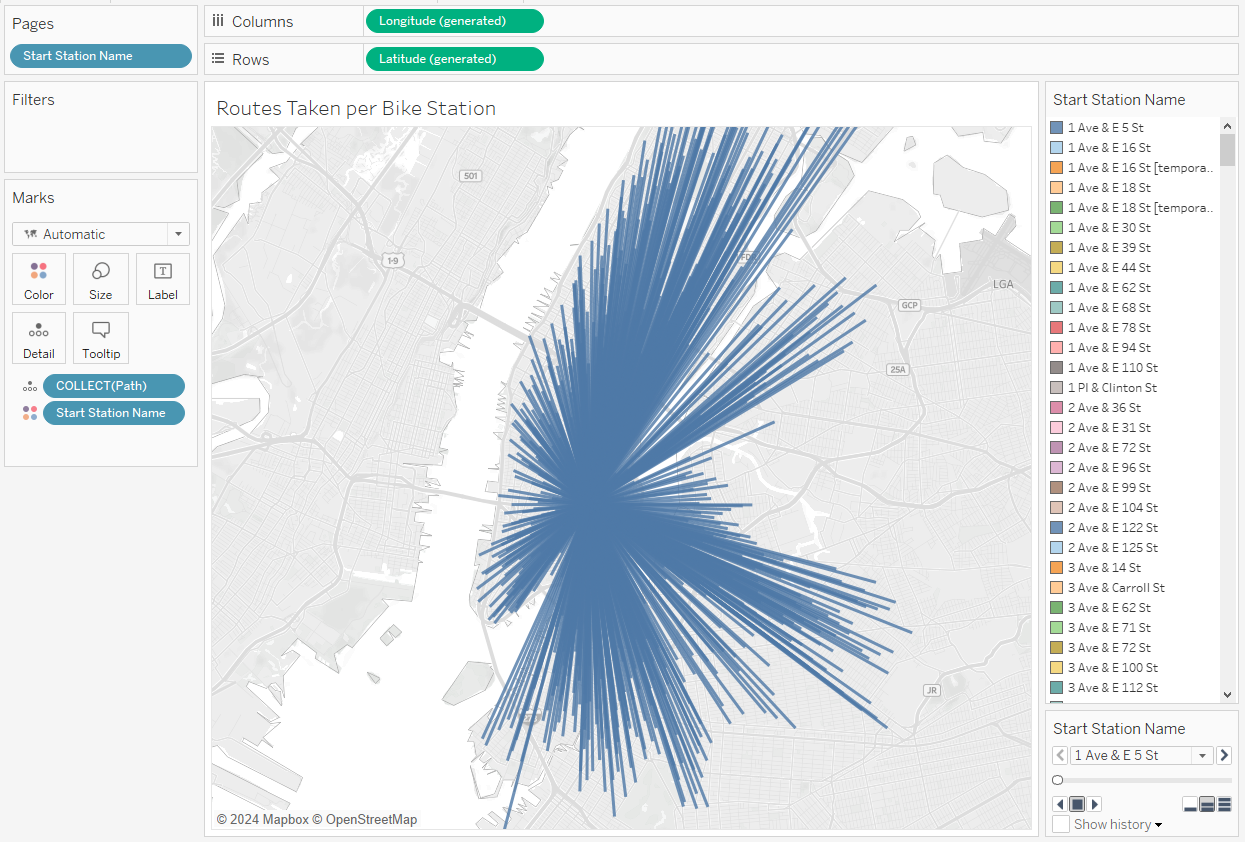 Pages
Start Station Name
Filters
Marks
Automatic
Color
Size
Label
Detail
Tooltip
COLLECT(Path)
Start Station Name
Columns
Longitude (generated)
Rows
Latitude (generated)
Routes Taken per Bike Station
501
1-9
LGA
GCP
25A
JR
© 2024 Mapbox © OpenStreetMap
Start Station Name
1 Ave & E 5 St
1 Ave & E 16 St
1 Ave & E 16 St [tempora..
1 Ave & E 18 St
1 Ave & E 18 St [tempora..
1 Ave & E 30 St
1 Ave & E 39 St
1 Ave & E 44 St
1 Ave & E 62 St
1 Ave & E 68 St
1 Ave & E 78 St
1 Ave & E 94 St
1 Ave & E 110 St
1 Pl & Clinton St
2 Ave & 36 St
2 Ave & E 31 St
2 Ave & E 72 St
2 Ave & E 96 St
2 Ave & E 99 St
2 Ave & E 104 St
2 Ave & E 122 St
2 Ave & E 125 St
3 Ave & 14 St
3 Ave & Carroll St
3 Ave & E 62 St
3 Ave & E 71 St
3 Ave & E 72 St
3 Ave & E 100 St
3 Ave & E 112 St
Start Station Name
1 Ave & E 5 St
Show history